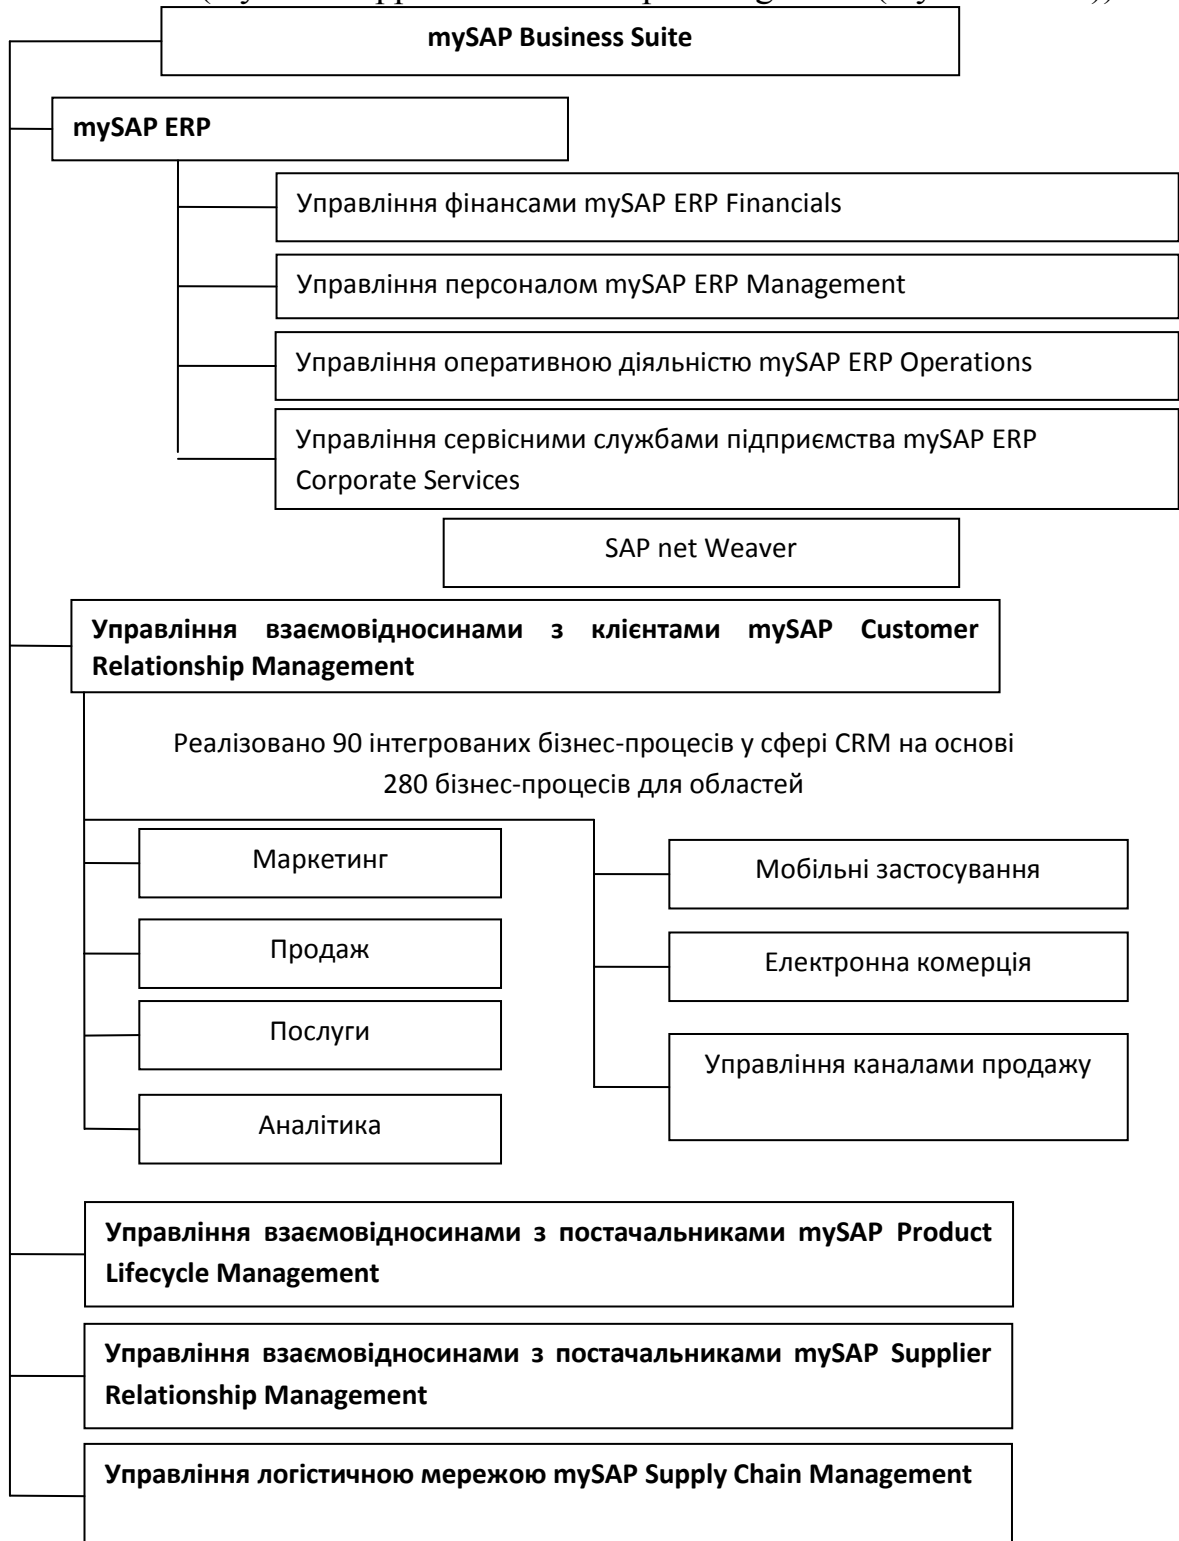 mySAP Business Suite
mySAP ERP
Управління фінансами mySAP ERP Financials
Управління персоналом mySAP ERP Management
Управління оперативною діяльністю mySAP ERP Operations
Управління сервісними службами підприємства mySAP ERP
Corporate Services
SAP net Weaver
Управління взаємовідносинами з клієнтами mySAP Customer
Relationship Management
Реалізовано 90 інтегрованих бізнес-процесів у сфері CRM на основі
280 бізнес-процесів для областей
Маркетинг
Продаж
Послуги
Аналітика
Мобільні застосування
Електронна комерція
Управління каналами продажу
Управління взаємовідносинами з постачальниками mySAP Product
Lifecycle Management
Управління взаємовідносинами з постачальниками mySAP Supplier
Relationship Management
Управління логістичною мережою mySAP Supply Chain Management